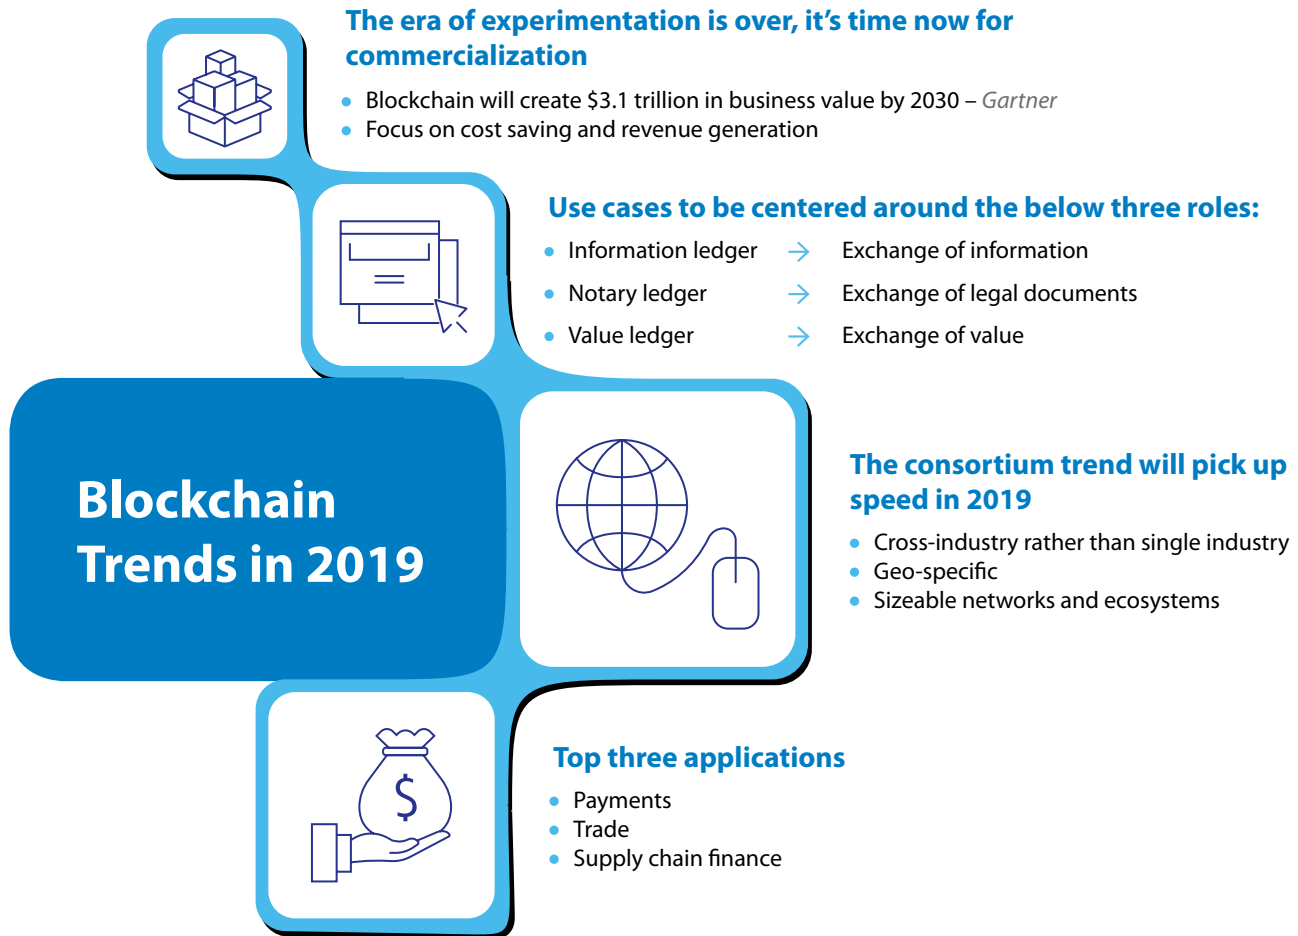 The era of experimentation is over, it’s time now for
commercialization
• Blockchain will create $3.1 trillion in business value by 2030 – Gartner
• Focus on cost saving and revenue generation
Use cases to be centered around the below three roles:
• Information ledger → Exchange of information
• Notary ledger → Exchange of legal documents
• Value ledger → Exchange of value
Blockchain
Trends in 2019
The consortium trend will pick up
speed in 2019
• Cross-industry rather than single industry
• Geo-specific
• Sizeable networks and ecosystems
$
Top three applications
• Payments
• Trade
• Supply chain finance